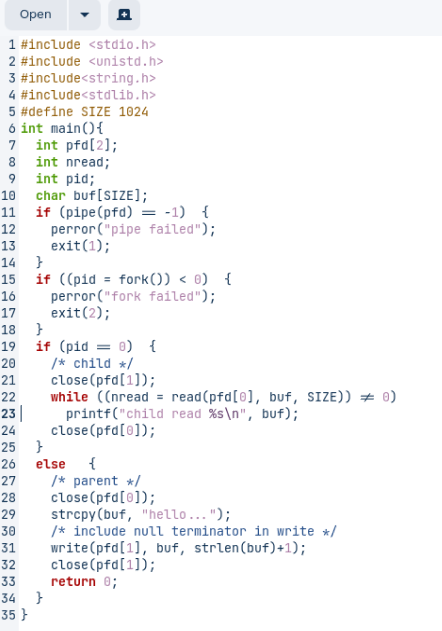 Open
1 #include <stdio.h>
2 #include <unistd.h>
3 #include<string.h>
4 #include<stdlib.h>
5 #define SIZE 1024
6 int main(){
7   int pfd[2];
8   int nread;
9   int pid;
10   char buf[SIZE];
11   if (pipe(pfd) == -1)  {
12     perror("pipe failed");
13     exit(1);
14   }
15   if ((pid = fork()) < 0)  {
16     perror("fork failed");
17     exit(2);
18   }
19   if (pid == 0)  {
20     /* child */
21     close(pfd[1]);
22     while ((nread = read(pfd[0], buf, SIZE)) != 0)
23       printf("child read %s\n", buf);
24     close(pfd[0]);
25   }
26   else   {
27     /* parent */
28     close(pfd[0]);
29     strcpy(buf, "hello...");
30     /* include null terminator in write */
31     write(pfd[1], buf, strlen(buf)+1);
32     close(pfd[1]);
33     return 0;
34   }
35 }